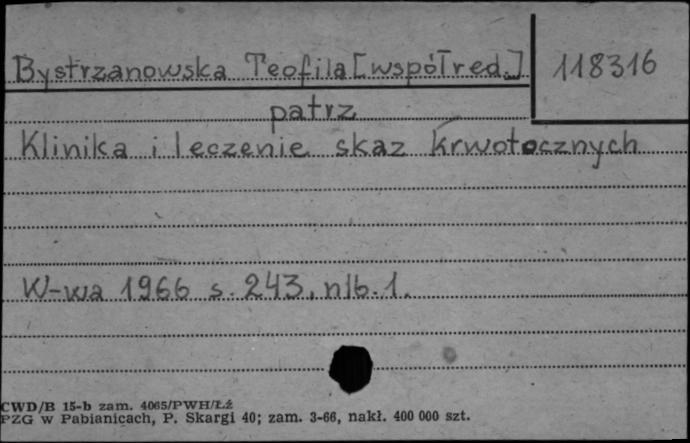 Bystrzanowska Teofila [współred.] 118316
patrz
Klinika i leczenie skaz krwotocznych
W-wa 1966 s. 243, nlb. 1.
CWD/B 15-b zam. 4065/PWH/Łź
PZG w Pabianicach, P. Skargi 40; zam. 3-66, nakł. 400 000 szt.